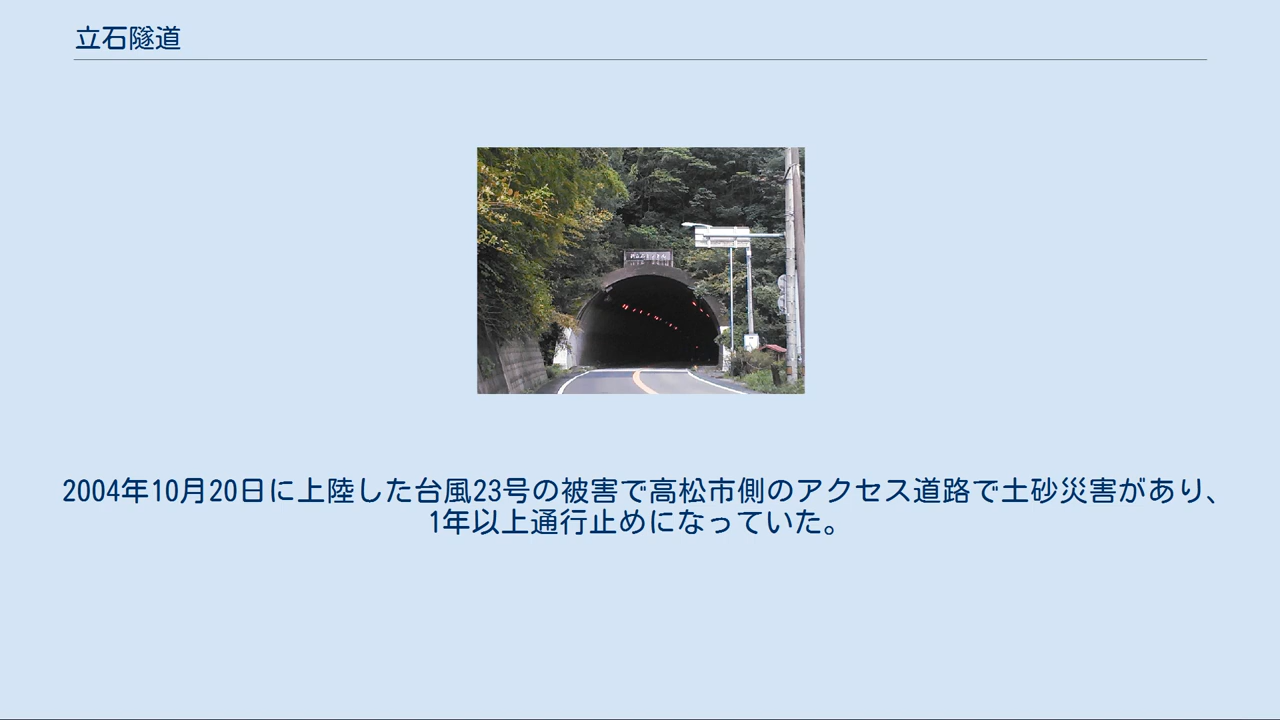 立石隧道
2004年10月20日に上陸した台風23号の被害で高松市側のアクセス道路で土砂災害があり、
1年以上通行止めになっていた。